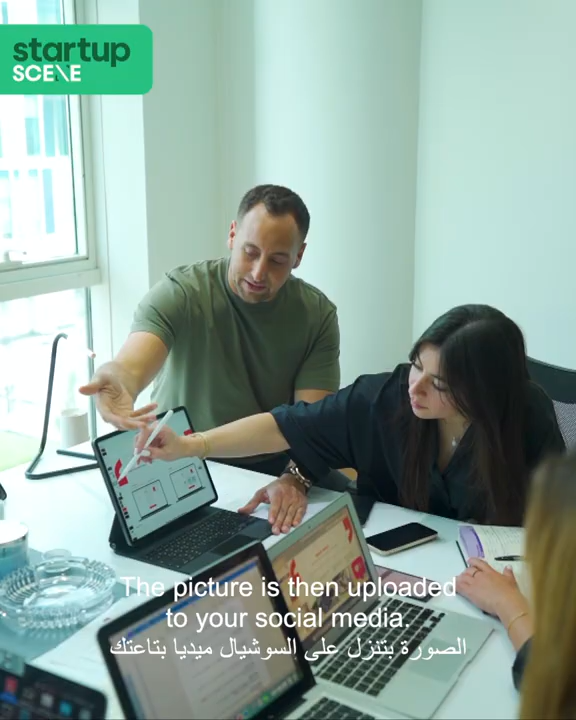 startup
SCENE
The picture is then uploaded
to your social media.
الصورة بتنزل على السوشيال ميديا بتاعتك